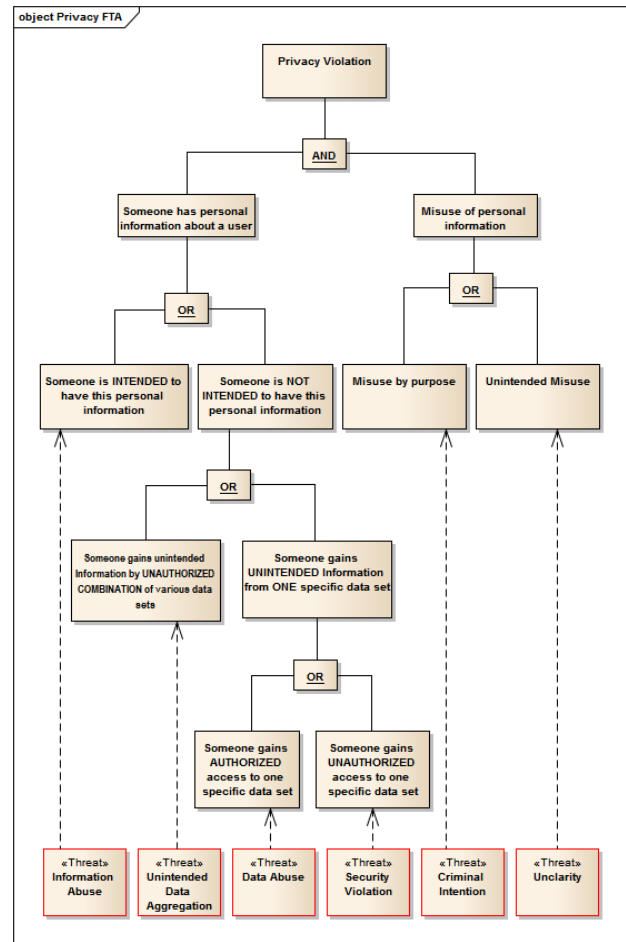 object Privacy FTA
Privacy Violation
AND
Someone has personal
information about a user
Misuse of personal
information
OR
OR
Someone is INTENDED to
have this personal
information
Someone is NOT
INTENDED to have this
personal information
Misuse by purpose
Unintended Misuse
OR
Someone gains unintended
Information by UNAUTHORIZED
COMBINATION of various data
sets
Someone gains
UNINTENDED Information
from ONE specific data set
OR
Someone gains
AUTHORIZED
access to one
specific data set
Someone gains
UNAUTHORIZED
access to one
specific data set
«Threat»
Information
Abuse
«Threat»
Unintended
Data
Aggregation
«Threat»
Data Abuse
«Threat»
Security
Violation
«Threat»
Criminal
Intention
«Threat»
Unclarity